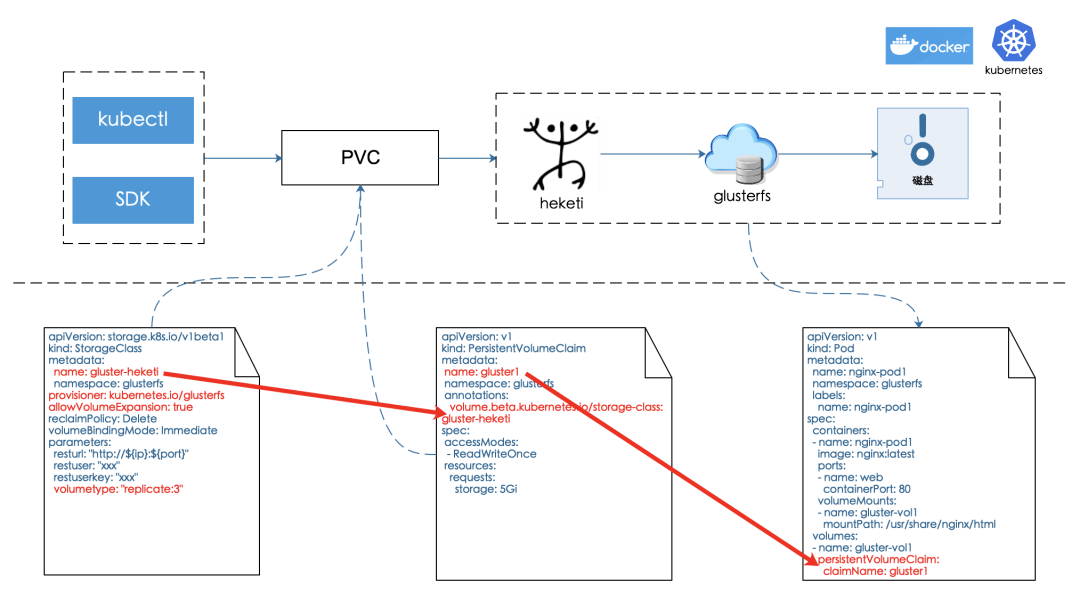 docker
kubernetes
kubectl
SDK
PVC
heketi
glusterfs
磁盘
apiVersion: storage.k8s.io/v1beta1
kind: StorageClass
metadata:
name: gluster-heketi
namespace: glusterfs
provisioner: kubernetes.io/glusterfs
allowVolumeExpansion: true
reclaimPolicy: Delete
volumeBindingMode: Immediate
parameters:
resturl: "http://${ip}:${port}"
restuser: "xxx"
restuserkey: "xxx"
volumetype: "replicate:3"
apiVersion: v1
kind: PersistentVolumeClaim
metadata:
name: gluster1
namespace: glusterfs
annotations:
volume.beta.kubernetes.io/storage-class:
gluster-heketi
spec:
accessModes:
- ReadWriteOnce
resources:
requests:
storage: 5Gi
apiVersion: v1
kind: Pod
metadata:
name: nginx-pod1
namespace: glusterfs
labels:
name: nginx-pod1
spec:
containers:
- name: nginx-pod1
image: nginx:latest
ports:
- name: web
containerPort: 80
volumeMounts:
- name: gluster-vol1
mountPath: /usr/share/nginx/html
volumes:
- name: gluster-vol1
persistentVolumeClaim:
claimName: gluster1